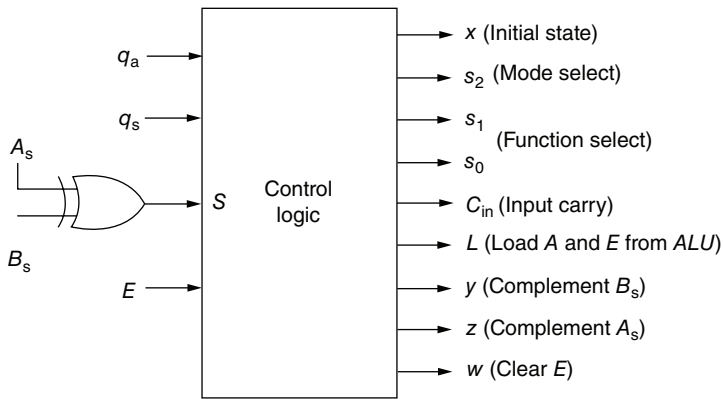 qa
qs
As
Bs
S
E
Control
logic
x (Initial state)
s2 (Mode select)
s1
(Function select)
s0
Cin (Input carry)
L (Load A and E from ALU)
y (Complement Bs)
z (Complement As)
w (Clear E)